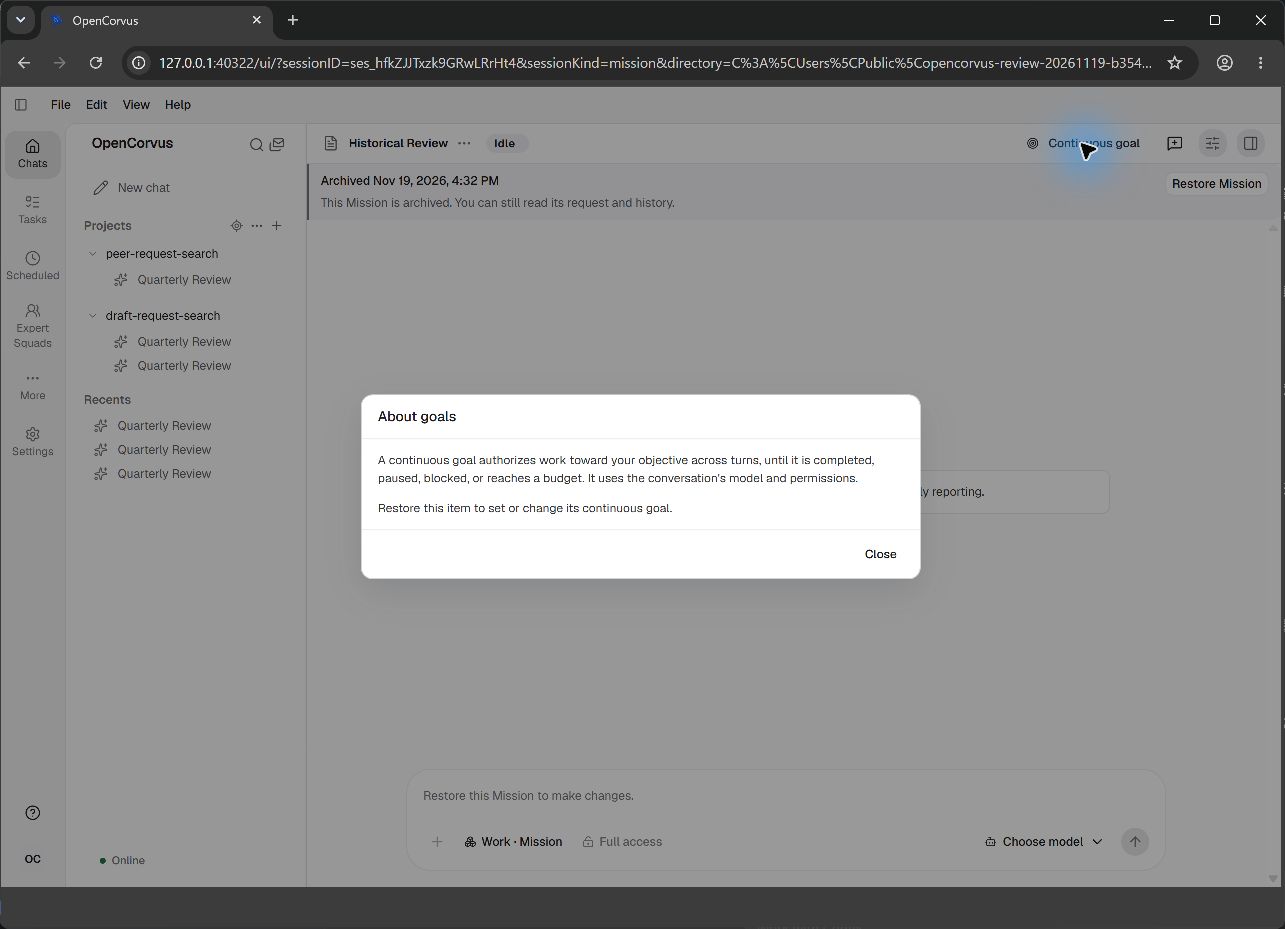 OpenCorvus
127.0.0.1:40322/ui/?sessionID=ses_hfkZJJTxzk9GRwLRrHt4&sessionKind=mission&directory=C%3A%5CUsers%5CPublic%5Copencorvus-review-20261119-b354...
File Edit View Help
Chats
Tasks
Scheduled
Expert
Squads
More
Settings
OC
OpenCorvus
New chat
Projects
peer-request-search
Quarterly Review
draft-request-search
Quarterly Review
Quarterly Review
Recents
Quarterly Review
Quarterly Review
Quarterly Review
Online
Historical Review
Idle
Continuous goal
Archived Nov 19, 2026, 4:32 PM
This Mission is archived. You can still read its request and history.
Restore Mission
About goals
A continuous goal authorizes work toward your objective across turns, until it is completed,
paused, blocked, or reaches a budget. It uses the conversation's model and permissions.
Restore this item to set or change its continuous goal.
Close
reporting.
Restore this Mission to make changes.
Work · Mission
Full access
Choose model